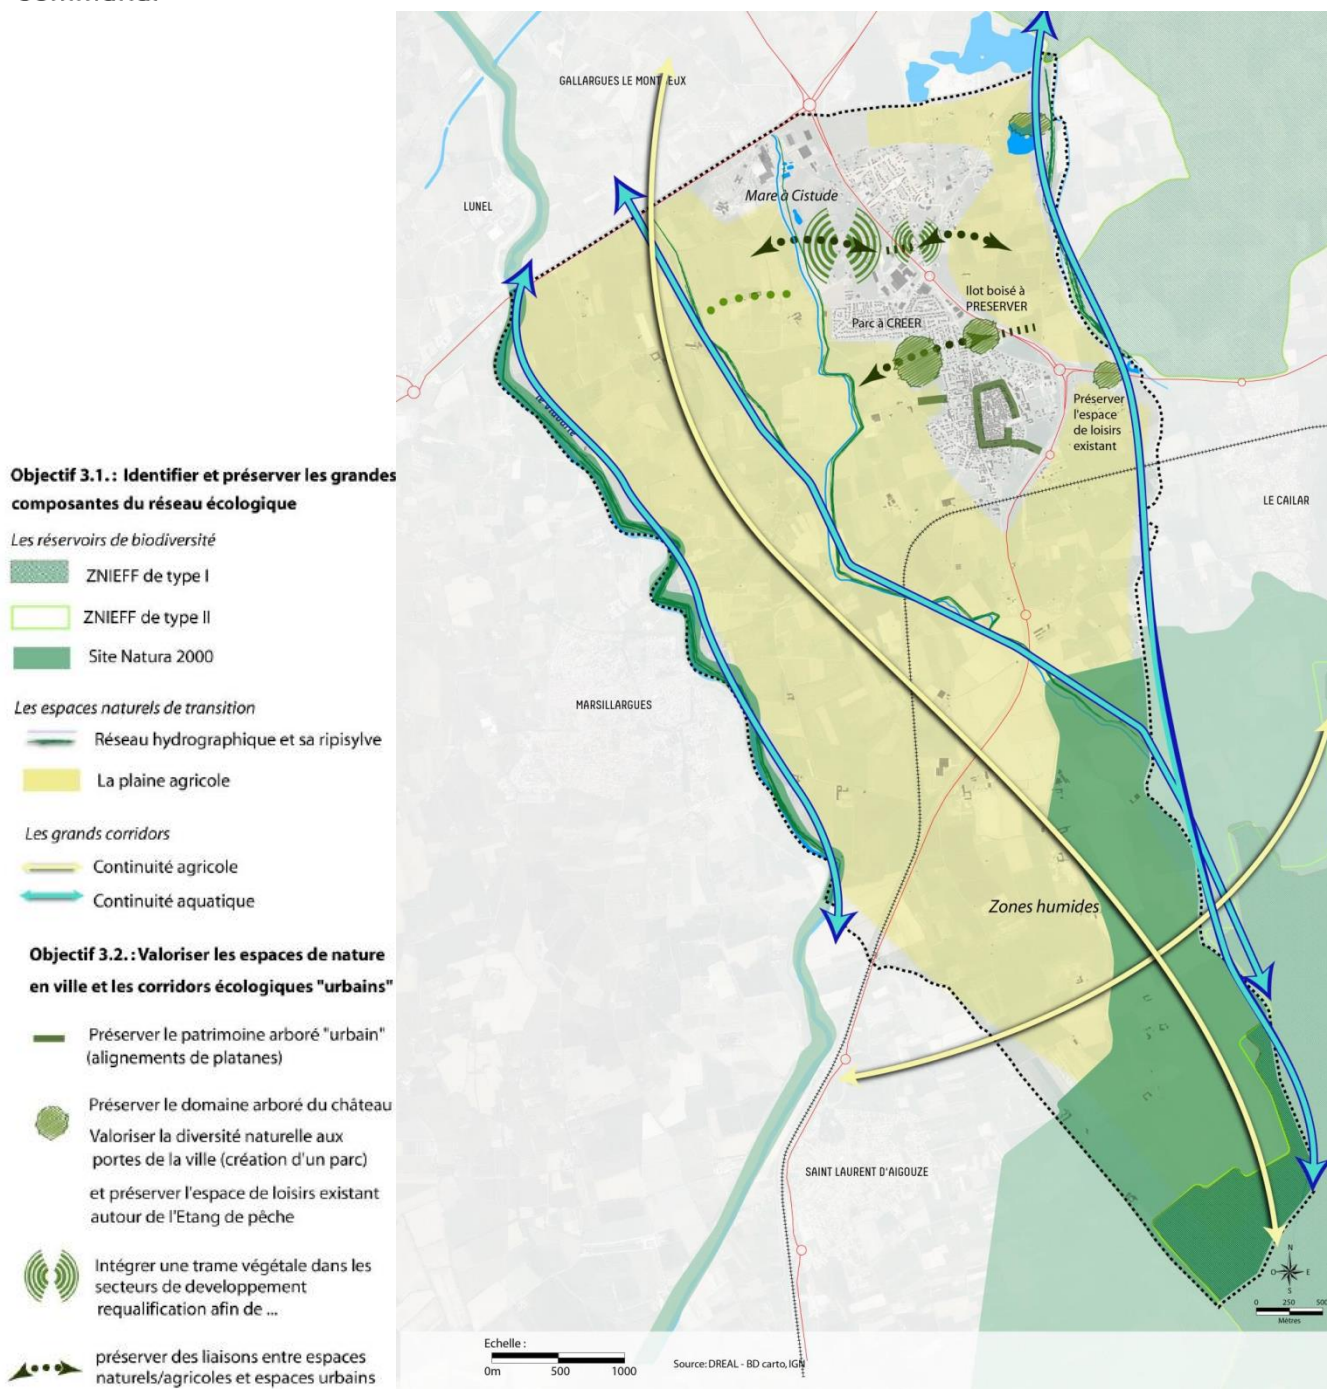 Objectif 3.1.: Identifier et préserver les grandes
composantes du réseau écologique
Les réservoirs de biodiversité
ZNIEFF de type I
ZNIEFF de type II
Site Natura 2000
Les espaces naturels de transition
Réseau hydrographique et sa ripisylve
La plaine agricole
Les grands corridors
Continuité agricole
Continuité aquatique
Objectif 3.2.: Valoriser les espaces de nature
en ville et les corridors écologiques "urbains"
Préserver le patrimoine arboré "urbain"
(alignements de platanes)
Préserver le domaine arboré du château
Valoriser la diversité naturelle aux
portes de la ville (création d'un parc)
et préserver l'espace de loisirs existant
autour de l'Etang de pêche
Intégrer une trame végétale dans les
secteurs de developpement
requalification afin de ...
préserver des liaisons entre espaces
naturels/agricoles et espaces urbains
GALLARGUES LE MONTUEUX
LUNEL
Mare à Cistude
Ilot boisé à
PRESERVER
Parc à CREER
Préserver
l'espace
de loisirs
existant
LE CAILAR
MARSILLARGUES
Zones humides
SAINT LAURENT D'AIGOUZE
N
O
E
S
0 250 500
Mètres
Echelle :
0m 500 1000
Source: DREAL - BD carto, IGN